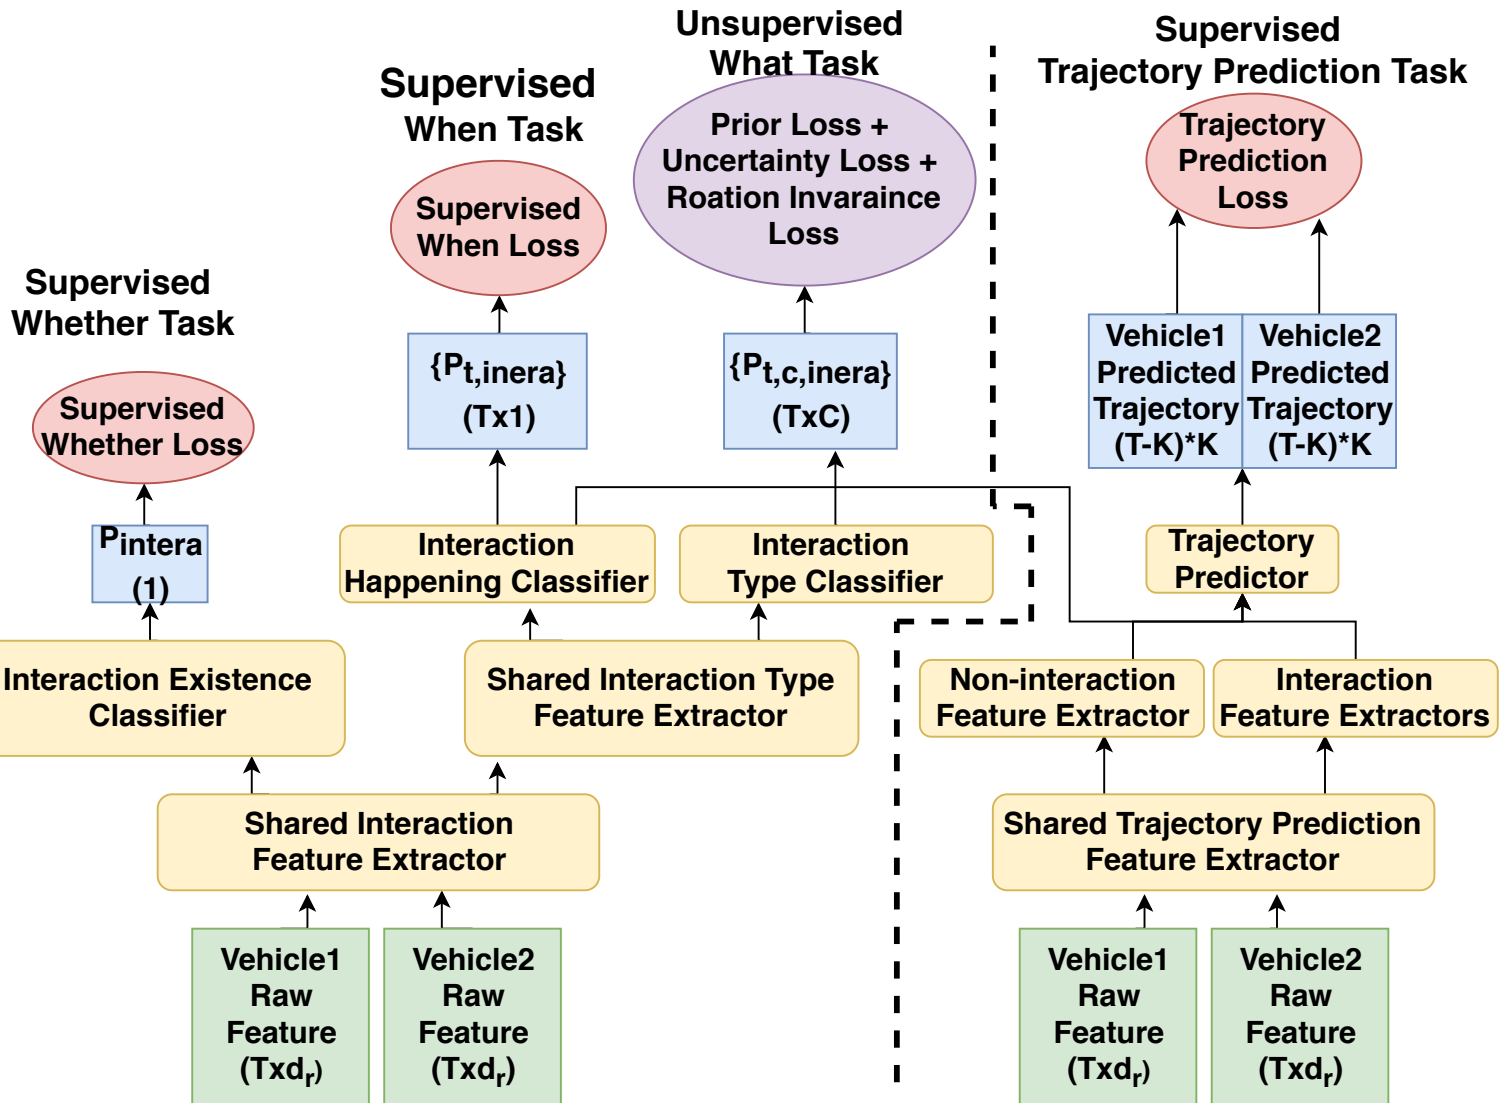 Unsupervised
What Task
Supervised
Trajectory Prediction Task
Supervised
When Task
Supervised
Whether Task
Prior Loss +
Uncertainty Loss +
Roation Invaraince
Loss
Trajectory
Prediction
Loss
Supervised
When Loss
Supervised
Whether Loss
{Pt,inera}
(Tx1)
{Pt,c,inera}
(TxC)
Vehicle1
Predicted
Trajectory
(T-K)*K
Vehicle2
Predicted
Trajectory
(T-K)*K
Pintera
(1)
Interaction
Happening Classifier
Interaction
Type Classifier
Trajectory
Predictor
Interaction Existence
Classifier
Shared Interaction Type
Feature Extractor
Non-interaction
Feature Extractor
Interaction
Feature Extractors
Shared Interaction
Feature Extractor
Shared Trajectory Prediction
Feature Extractor
Vehicle1
Raw
Feature
(Txdr)
Vehicle2
Raw
Feature
(Txdr)
Vehicle1
Raw
Feature
(Txdr)
Vehicle2
Raw
Feature
(Txdr)